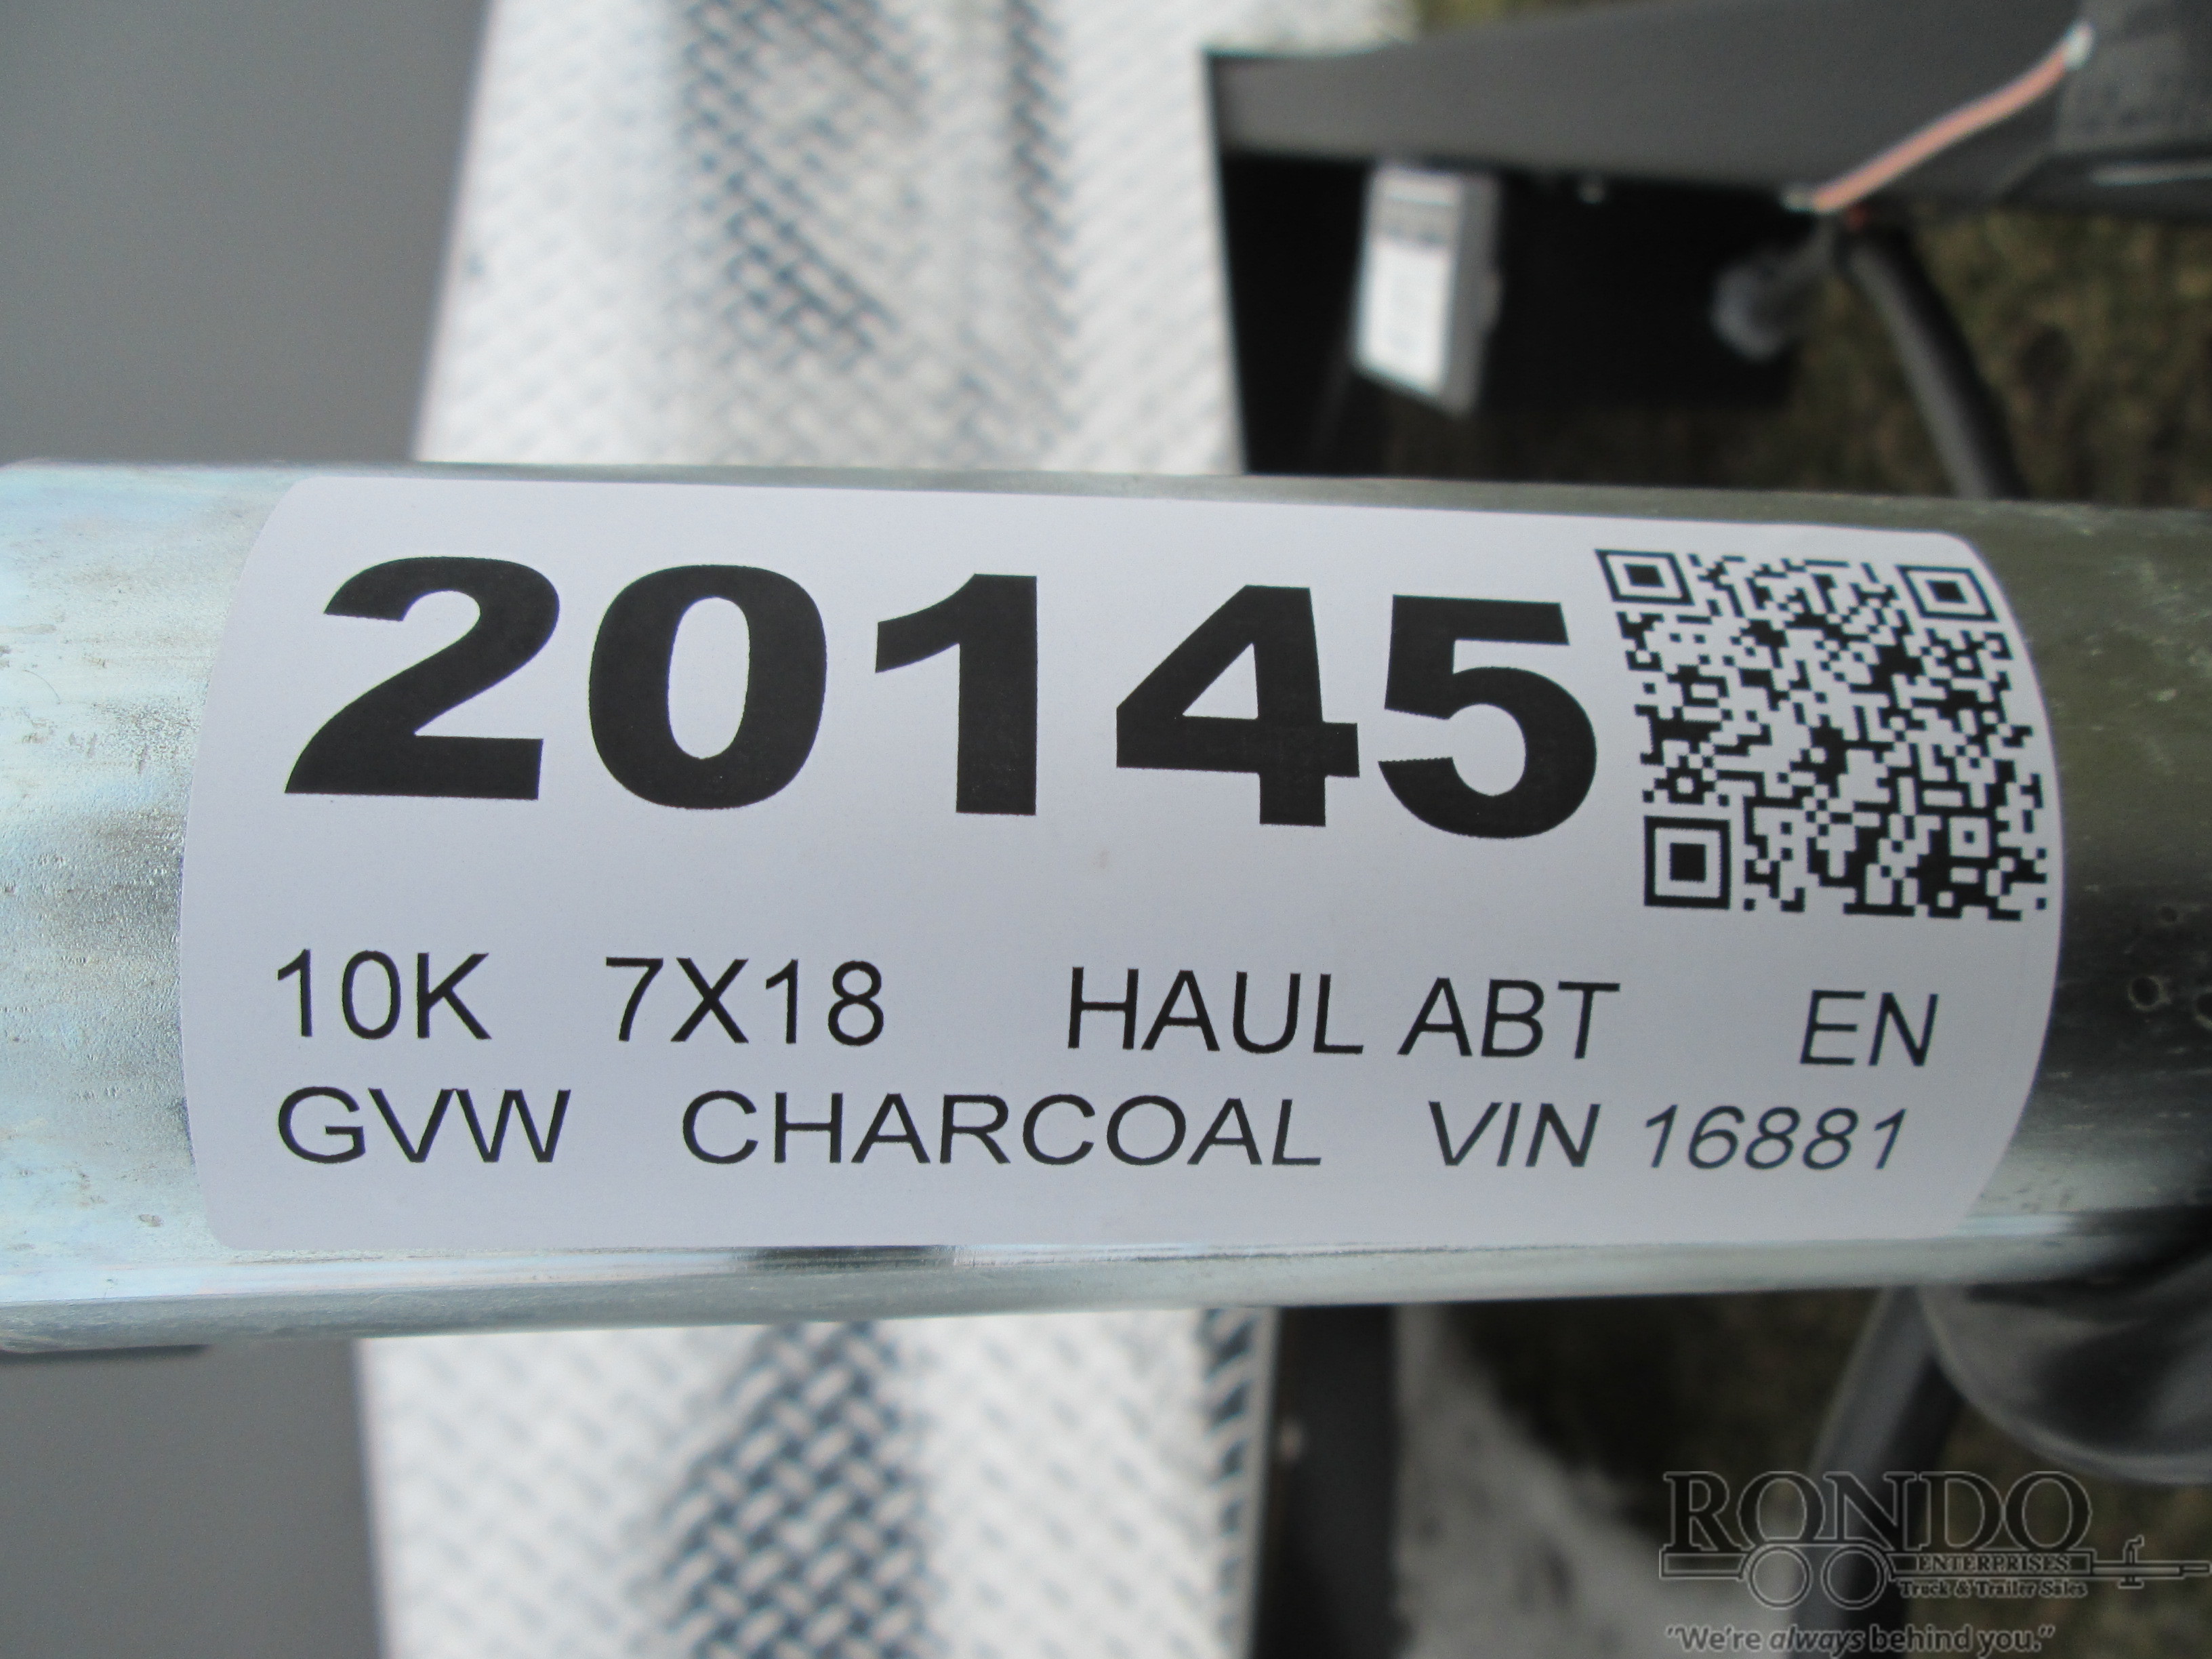 20145
10K 7X18 HAUL ABT EN
GVW CHARCOAL VIN 16881
RONDO
ENTERPRISES
Truck & Trailer Sales
"We're always behind you."